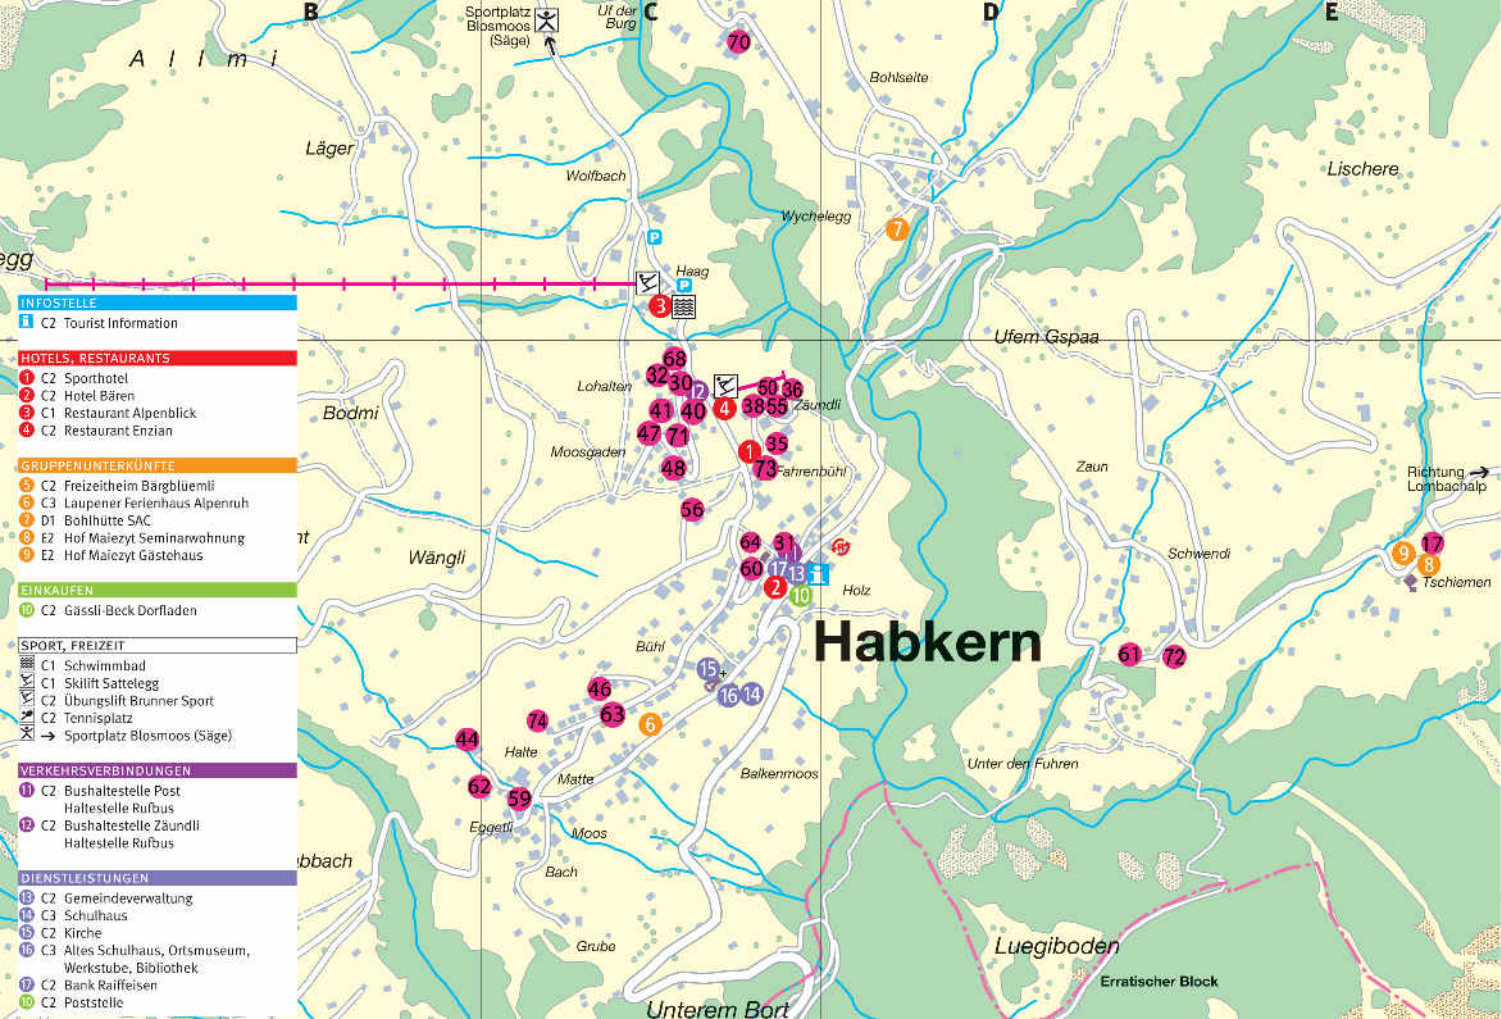 B
C
D
E
Sportplatz
Blosmoos
(Säge)
Uf der
Burg
70
A l l m i
Bohlseite
Läger
Wolfbach
Lischere
Wychelegg
7
P
egg
Haag
P
3
INFOSTELLE
i C2 Tourist Information
HOTELS, RESTAURANTS
1 C2 Sporthotel
2 C2 Hotel Bären
3 C1 Restaurant Alpenblick
4 C2 Restaurant Enzian
GRUPPENUNTERKÜNFTE
5 C2 Freizeitheim Bärgblüemli
6 C3 Laupener Ferienhaus Alpenruh
7 D1 Bohlhütte SAC
8 E2 Hof Maiezyt Seminarwohnung
9 E2 Hof Maiezyt Gästehaus
EINKAUFEN
10 C2 Gässli-Beck Dorfladen
SPORT, FREIZEIT
C1 Schwimmbad
C1 Skilift Sattelegg
C2 Übungslift Brunner Sport
C2 Tennisplatz
→ Sportplatz Blosmoos (Säge)
VERKEHRSVERBINDUNGEN
11 C2 Bushaltestelle Post
Haltestelle Rufbus
12 C2 Bushaltestelle Zäundli
Haltestelle Rufbus
DIENSTLEISTUNGEN
13 C2 Gemeindeverwaltung
14 C3 Schulhaus
15 C2 Kirche
16 C3 Altes Schulhaus, Ortsmuseum,
Werkstube, Bibliothek
17 C2 Bank Raiffeisen
10 C2 Poststelle
Ufem Gspaa
68
32
30
12
Lohalten
50
36
41
40
4
38
55
Zäundli
Bodmi
47
71
35
Moosgaden
1
48
73
Fahrenbühl
Zaun
Richtung
Lombachalp
56
nt
64
31
11
Wängli
60
17
13
i
2
10
Holz
Schwendi
9
17
8
Tschiemen
Habkern
Bühl
61
72
15
46
16
14
63
6
74
44
Halte
Unter den Fuhren
Matte
Balkenmoos
62
59
Eggetli
Moos
bbach
Bach
Grube
Luegiboden
Erratischer Block
Unterem Bort